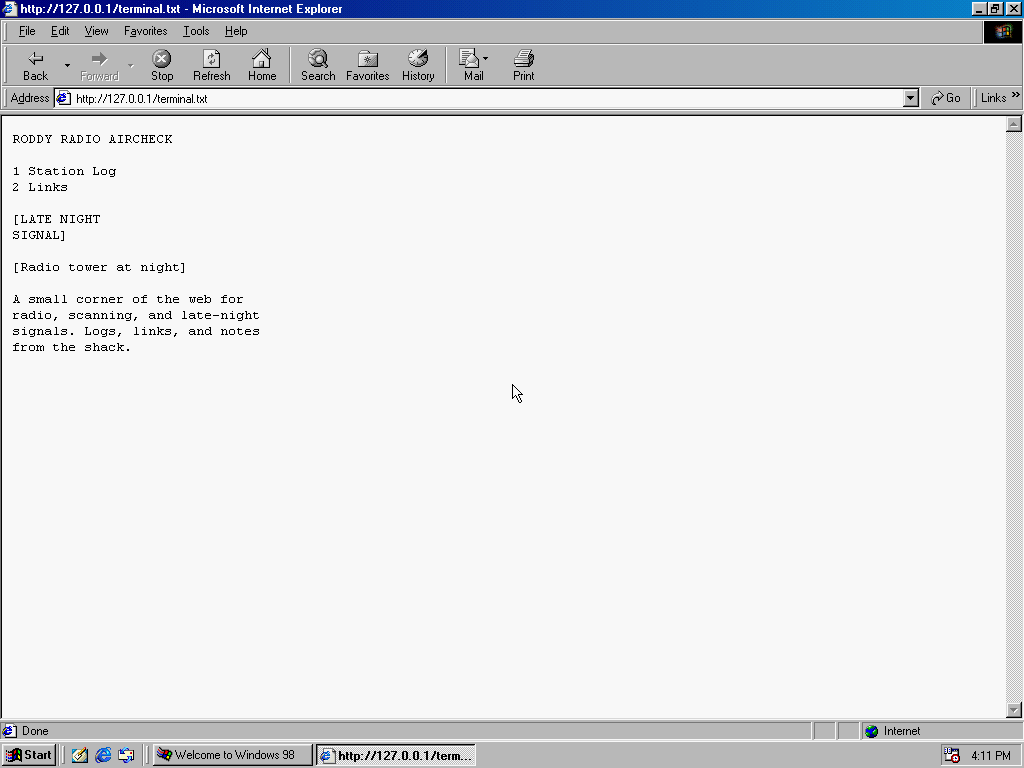 http://127.0.0.1/terminal.txt - Microsoft Internet Explorer
File Edit View Favorites Tools Help
Back Forward Stop Refresh Home Search Favorites History Mail Print
Address http://127.0.0.1/terminal.txt Go Links »
RODDY RADIO AIRCHECK
1 Station Log
2 Links
[LATE NIGHT
SIGNAL]
[Radio tower at night]
A small corner of the web for
radio, scanning, and late-night
signals. Logs, links, and notes
from the shack.
Done Internet
Start Welcome to Windows 98 http://127.0.0.1/term... 4:11 PM